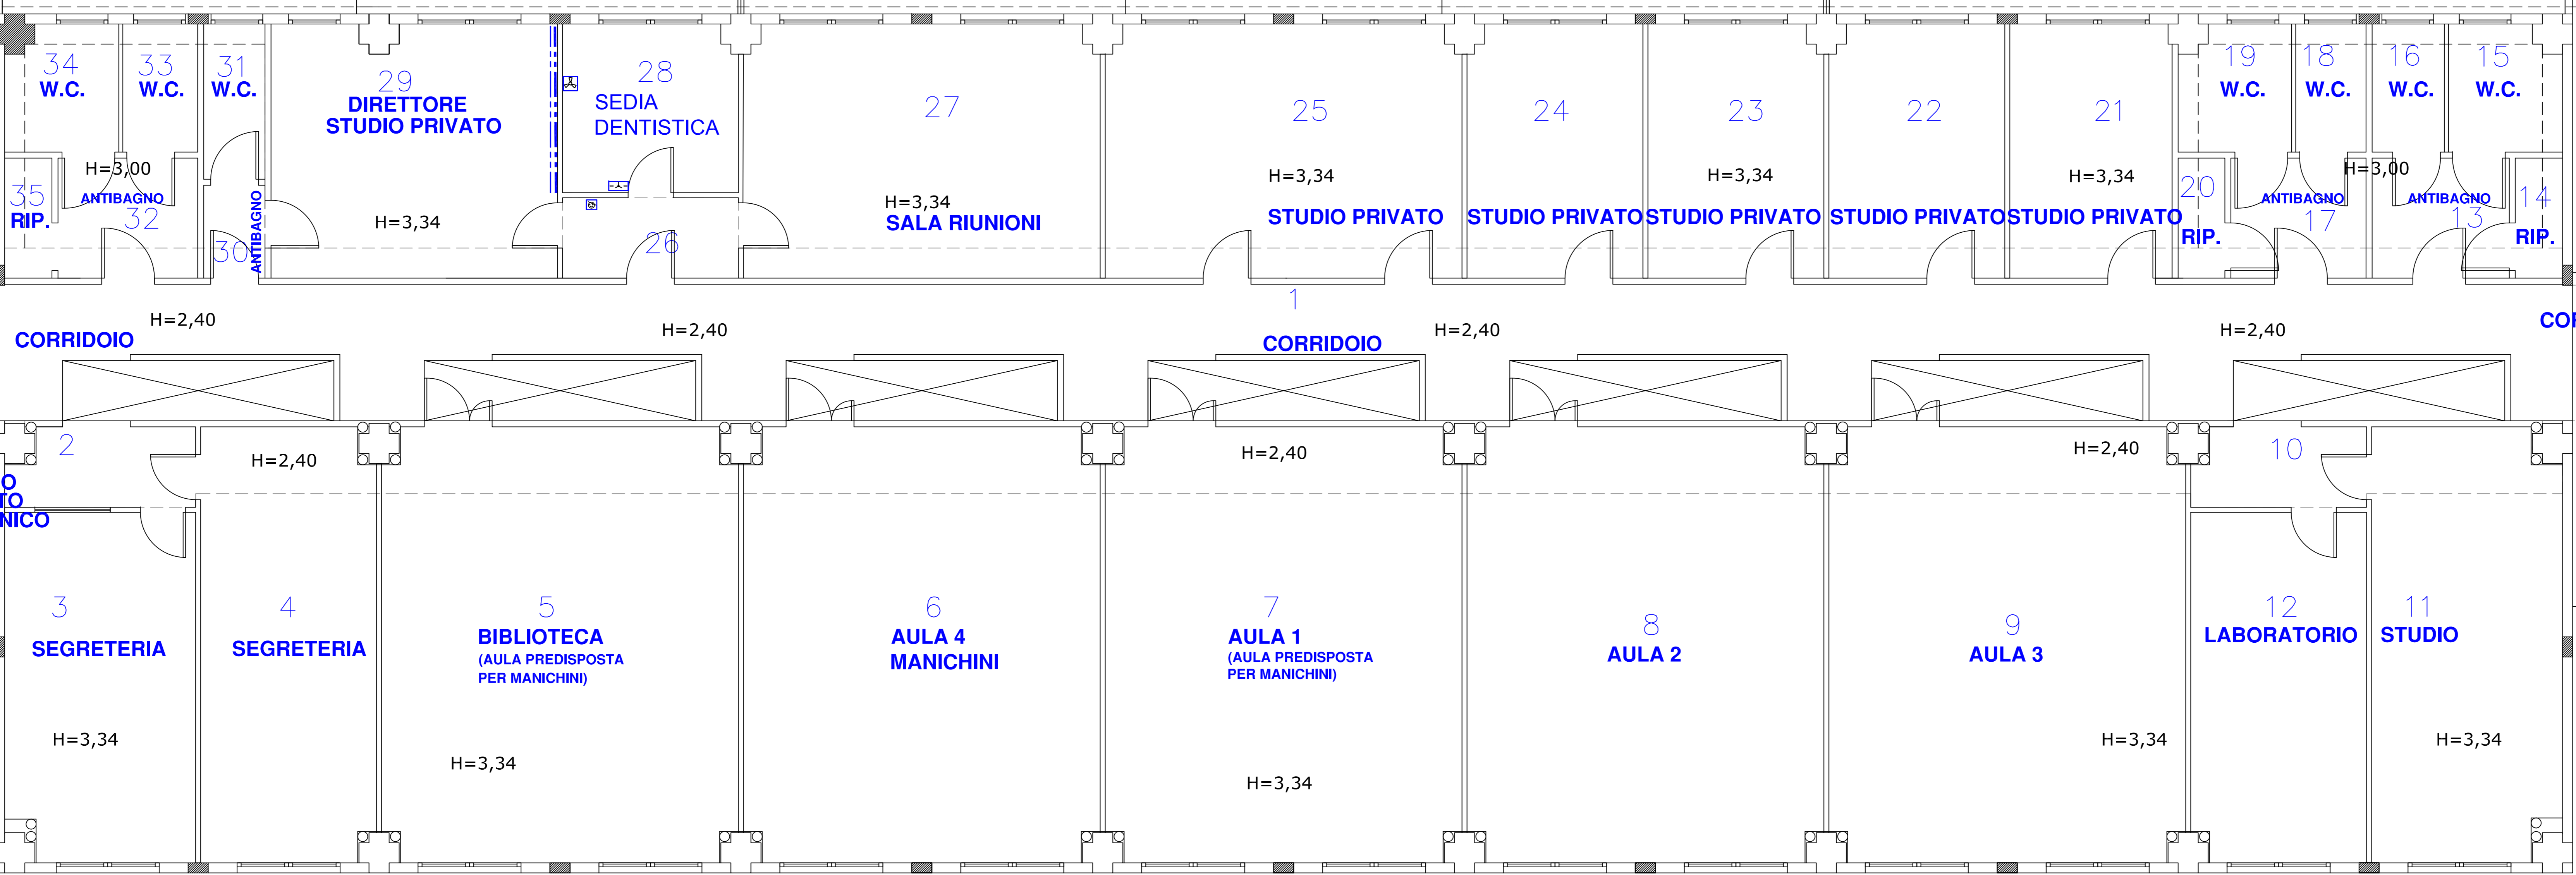 34
W.C.
33
W.C.
31
W.C.
29
DIRETTORE
STUDIO PRIVATO
H=3,34
28
SEDIA
DENTISTICA
27
H=3,34
SALA RIUNIONI
25
H=3,34
STUDIO PRIVATO
24
STUDIO PRIVATO
23
H=3,34
STUDIO PRIVATO
22
STUDIO PRIVATO
21
H=3,34
STUDIO PRIVATO
19
W.C.
18
W.C.
16
W.C.
15
W.C.
H=3,00
ANTIBAGNO
32
35
RIP.
30
ANTIBAGNO
26
20
RIP.
ANTIBAGNO
17
H=3,00
ANTIBAGNO
13
14
RIP.
CORRIDOIO
H=2,40
H=2,40
1
CORRIDOIO
H=2,40
H=2,40
COR
2
O
TO
NICO
H=2,40
H=2,40
H=2,40
10
3
SEGRETERIA
H=3,34
4
SEGRETERIA
5
BIBLIOTECA
(AULA PREDISPOSTA
PER MANICHINI)
H=3,34
6
AULA 4
MANICHINI
7
AULA 1
(AULA PREDISPOSTA
PER MANICHINI)
H=3,34
8
AULA 2
9
AULA 3
H=3,34
12
LABORATORIO
11
STUDIO
H=3,34